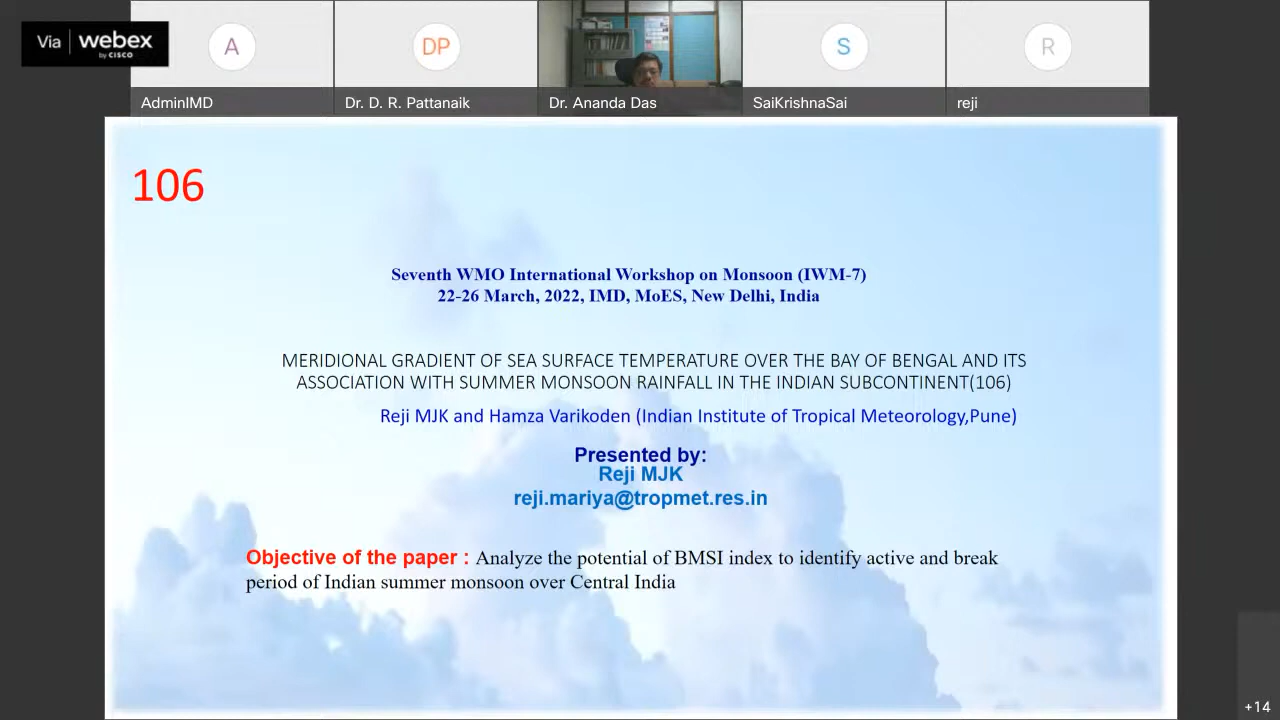 Via webex
by CISCO
A
DP
S
R
AdminIMD
Dr. D. R. Pattanaik
Dr. Ananda Das
SaiKrishnaSai
reji
106
Seventh WMO International Workshop on Monsoon (IWM-7)
22-26 March, 2022, IMD, MoES, New Delhi, India
MERIDIONAL GRADIENT OF SEA SURFACE TEMPERATURE OVER THE BAY OF BENGAL AND ITS
ASSOCIATION WITH SUMMER MONSOON RAINFALL IN THE INDIAN SUBCONTINENT(106)
Reji MJK and Hamza Varikoden (Indian Institute of Tropical Meteorology,Pune)
Presented by:
Reji MJK
reji.mariya@tropmet.res.in
Objective of the paper : Analyze the potential of BMSI index to identify active and break
period of Indian summer monsoon over Central India
+14